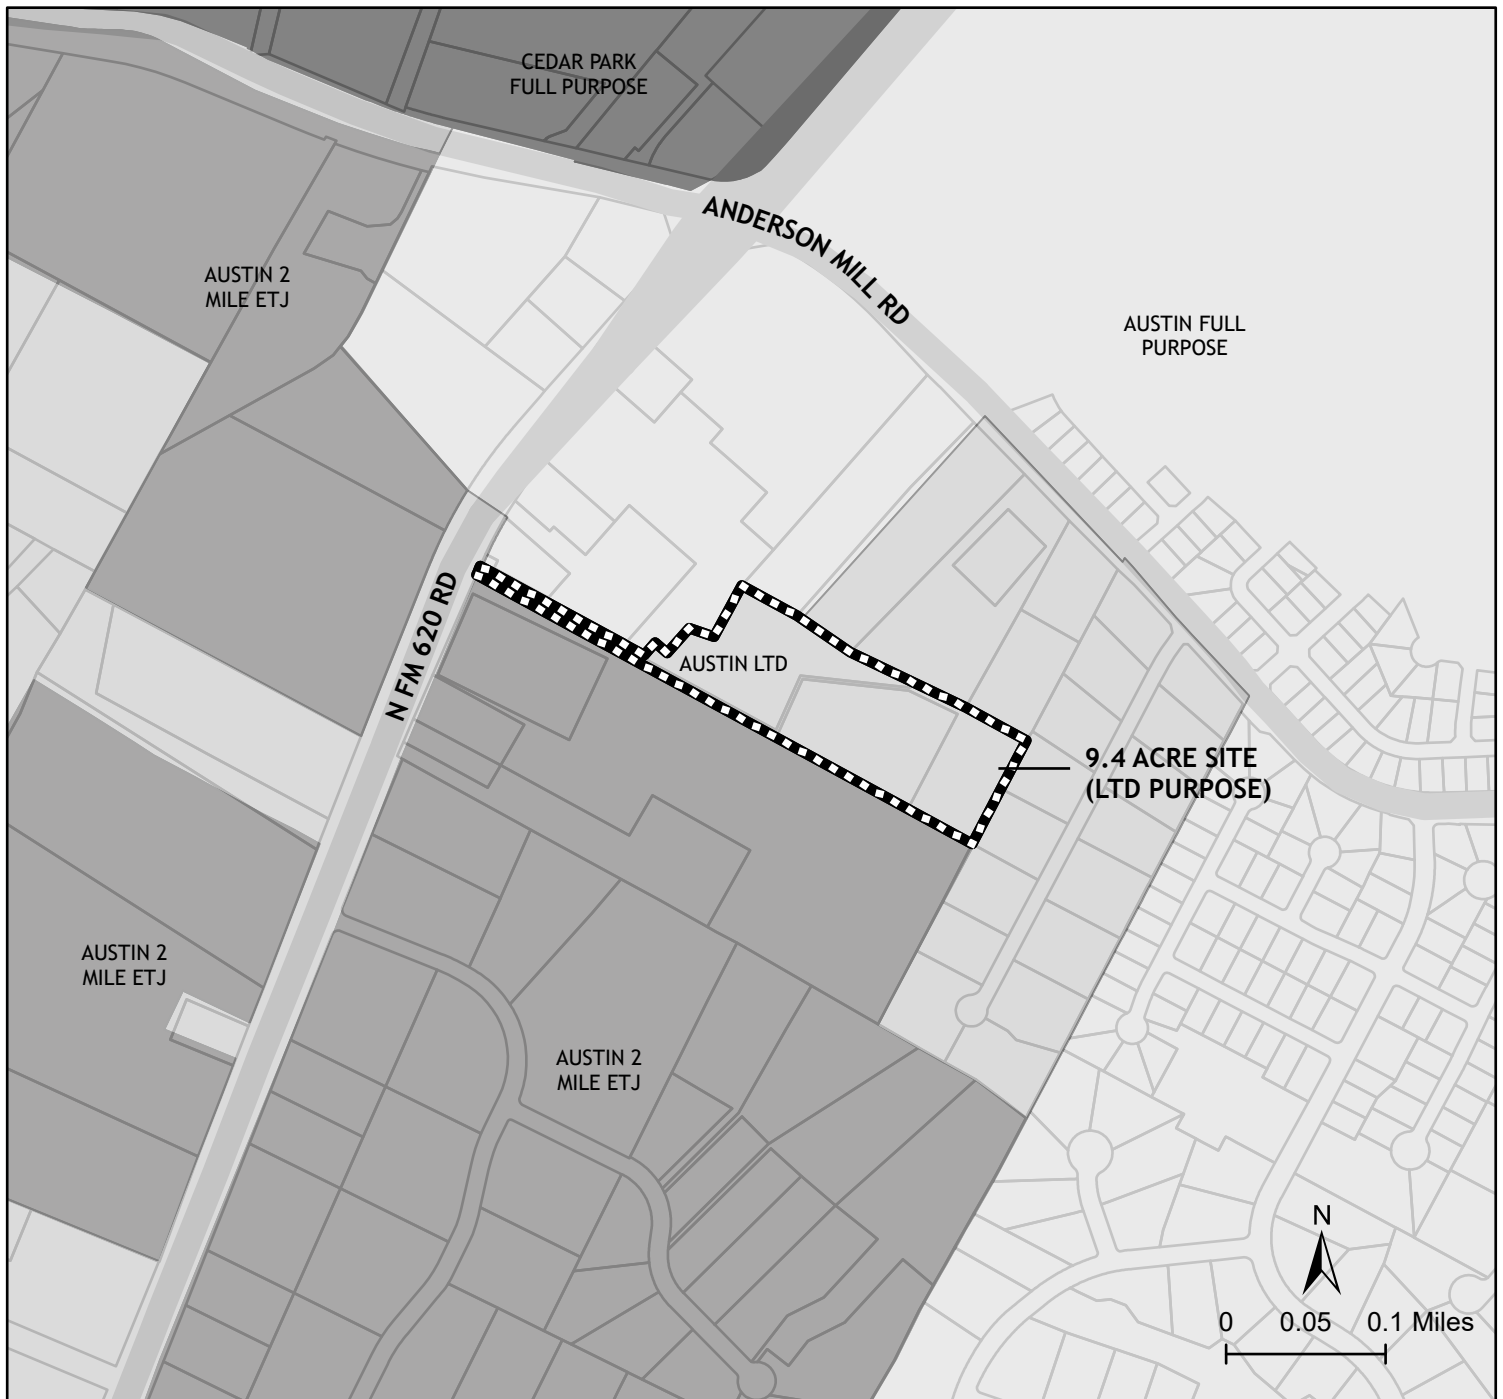 CEDAR PARK
FULL PURPOSE
ANDERSON MILL RD
AUSTIN 2
MILE ETJ
AUSTIN FULL
PURPOSE
N FM 620 RD
AUSTIN LTD
9.4 ACRE SITE
(LTD PURPOSE)
AUSTIN 2
MILE ETJ
AUSTIN 2
MILE ETJ
N
0 0.05 0.1 Miles